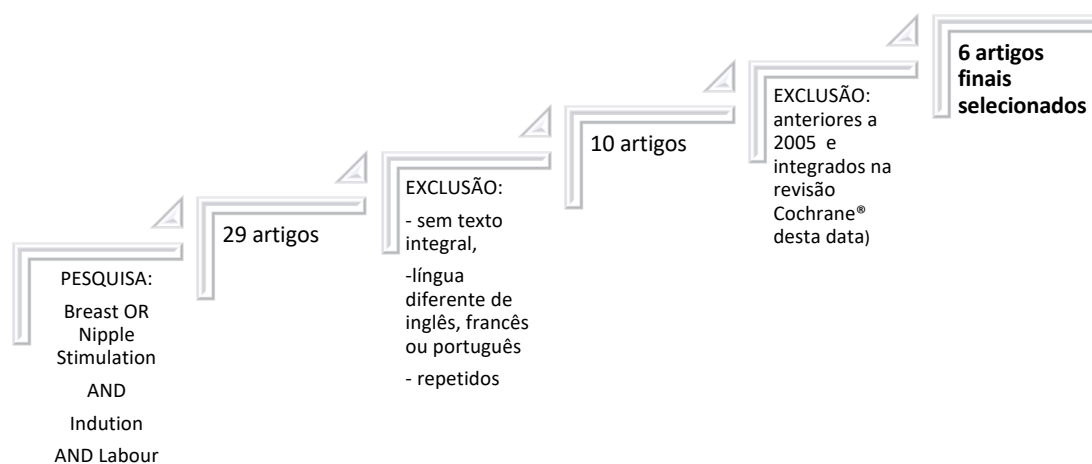 PESQUISA:
Breast OR
Nipple
Stimulation
AND
Indution
AND Labour
29 artigos
EXCLUSÃO:
- sem texto
integral,
-língua
diferente de
inglês, francês
ou português
- repetidos
10 artigos
EXCLUSÃO:
anteriores a
2005 e
integrados na
revisão
Cochrane®
desta data)
6 artigos
finais
selecionados